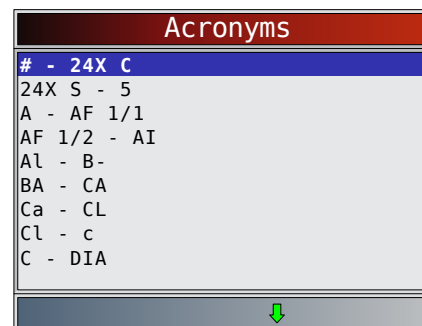 Acronyms
# - 24X C
24X S - 5
A - AF 1/1
AF 1/2 - AI
Al - B-
BA - CA
Ca - CL
Cl - c
C - DIA